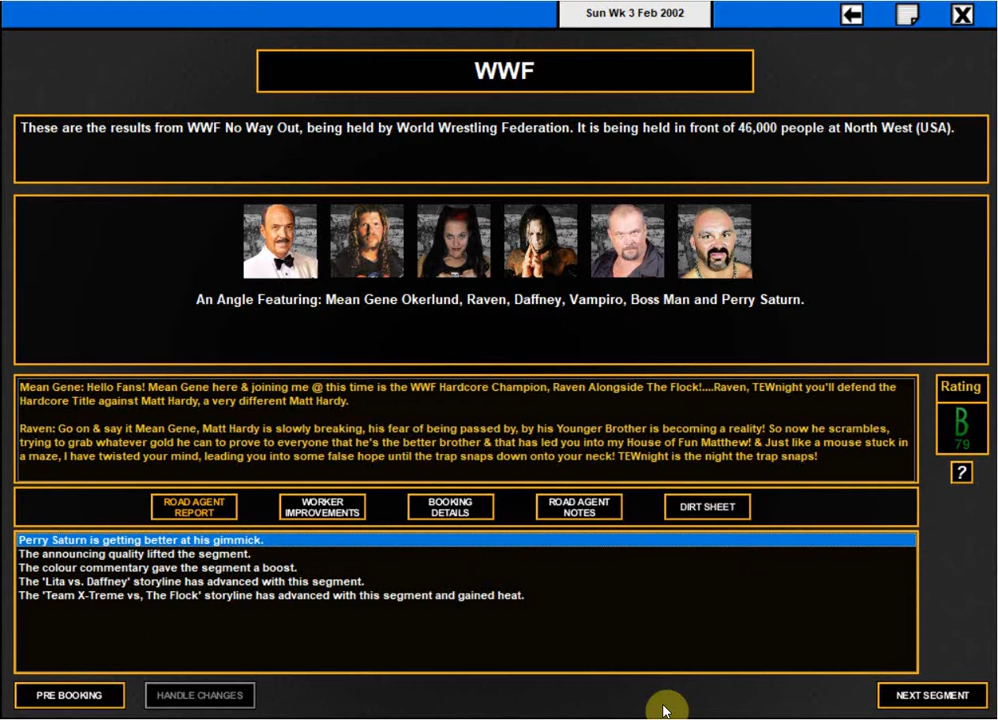 Sun Wk 3 Feb 2002
X
WWF
These are the results from WWF No Way Out, being held by World Wrestling Federation. It is being held in front of 46,000 people at North West (USA).
An Angle Featuring: Mean Gene Okerlund, Raven, Daffney, Vampiro, Boss Man and Perry Saturn.
Mean Gene: Hello Fans! Mean Gene here & joining me @ this time is the WWF Hardcore Champion, Raven Alongside The Flock!....Raven, TEWnight you'll defend the
Hardcore Title against Matt Hardy, a very different Matt Hardy.
Raven: Go on & say it Mean Gene, Matt Hardy is slowly breaking, his fear of being passed by, by his Younger Brother is becoming a reality! So now he scrambles,
trying to grab whatever gold he can to prove to everyone that he's the better brother & that has led you into my House of Fun Matthew! & Just like a mouse stuck in
a maze, I have twisted your mind, leading you into some false hope until the trap snaps down onto your neck! TEWnight is the night the trap snaps!
Rating
B
79
?
ROAD AGENT
REPORT
WORKER
IMPROVEMENTS
BOOKING
DETAILS
ROAD AGENT
NOTES
DIRT SHEET
Perry Saturn is getting better at his gimmick.
The announcing quality lifted the segment.
The colour commentary gave the segment a boost.
The 'Lita vs. Daffney' storyline has advanced with this segment.
The 'Team X-Treme vs, The Flock' storyline has advanced with this segment and gained heat.
PRE BOOKING
HANDLE CHANGES
NEXT SEGMENT